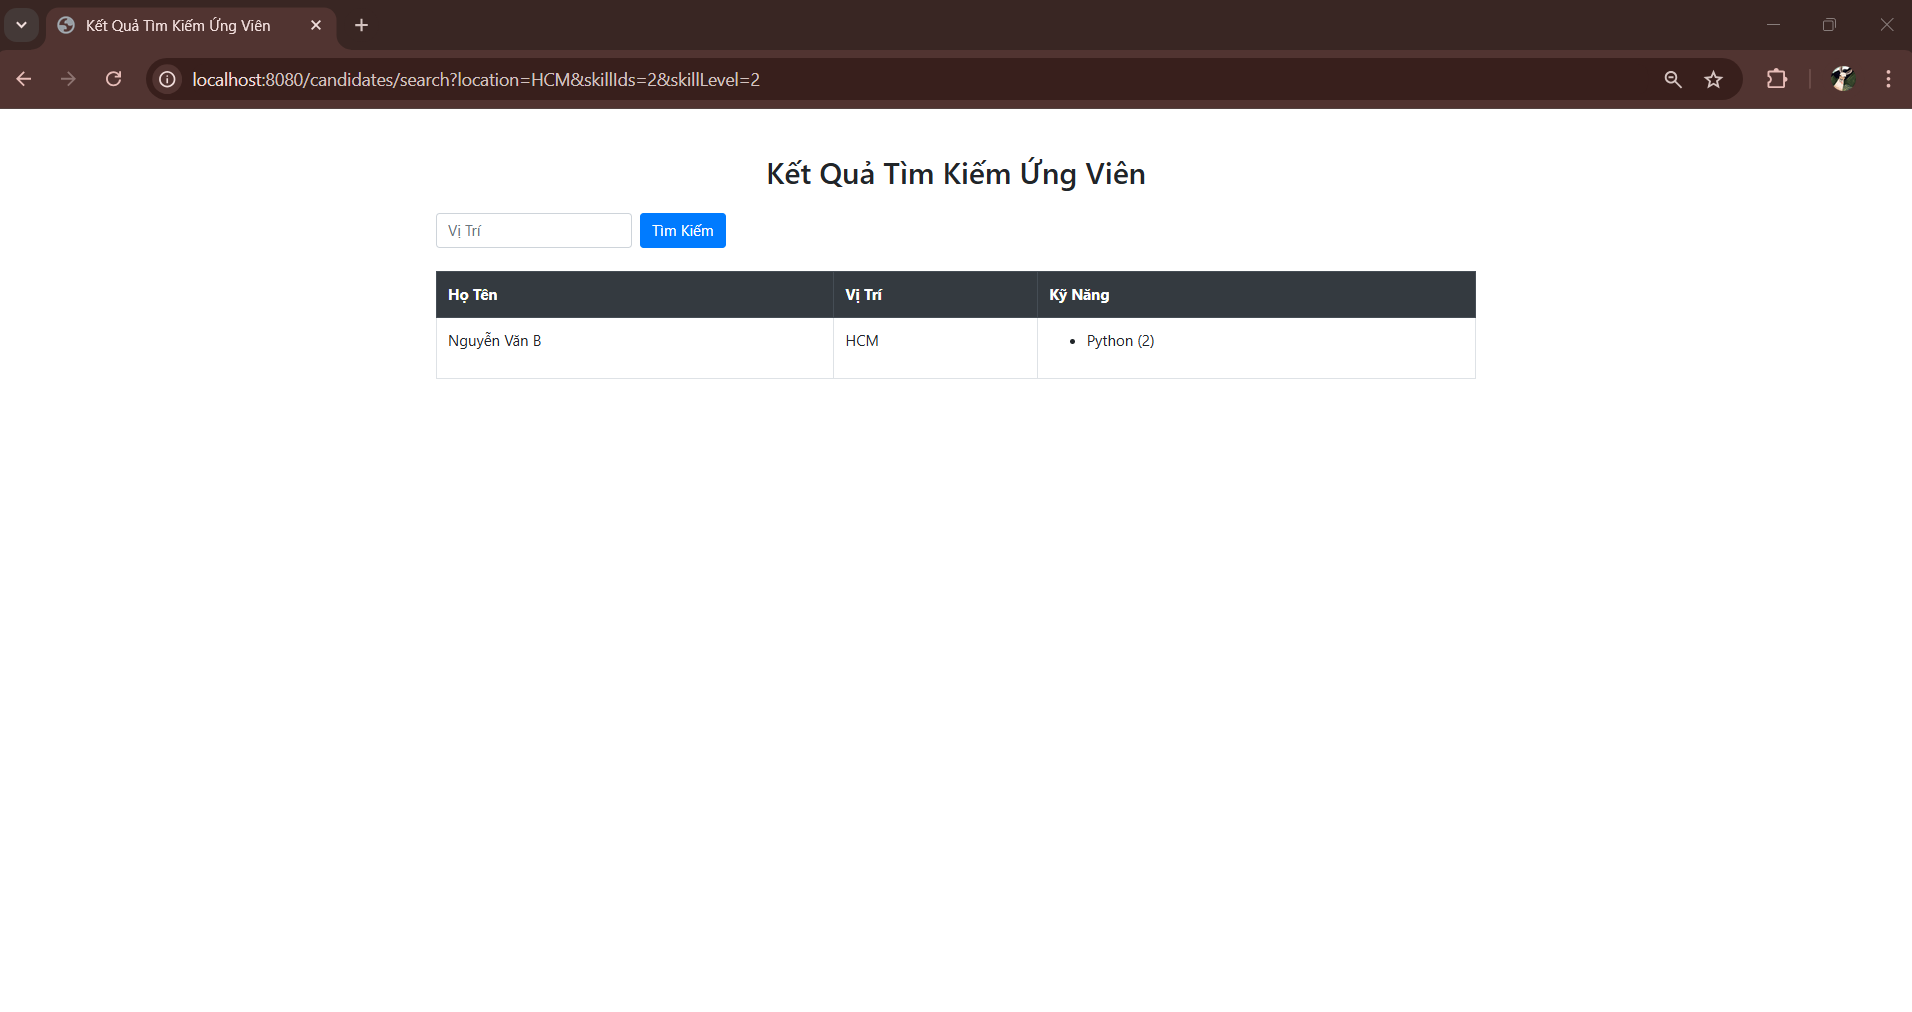 Kết Quả Tìm Kiếm Ứng Viên
localhost:8080/candidates/search?location=HCM&skillIds=2&skillLevel=2
Kết Quả Tìm Kiếm Ứng Viên
Vị Trí
Tìm Kiếm
Họ Tên Vị Trí Kỹ Năng
Nguyễn Văn B HCM • Python (2)